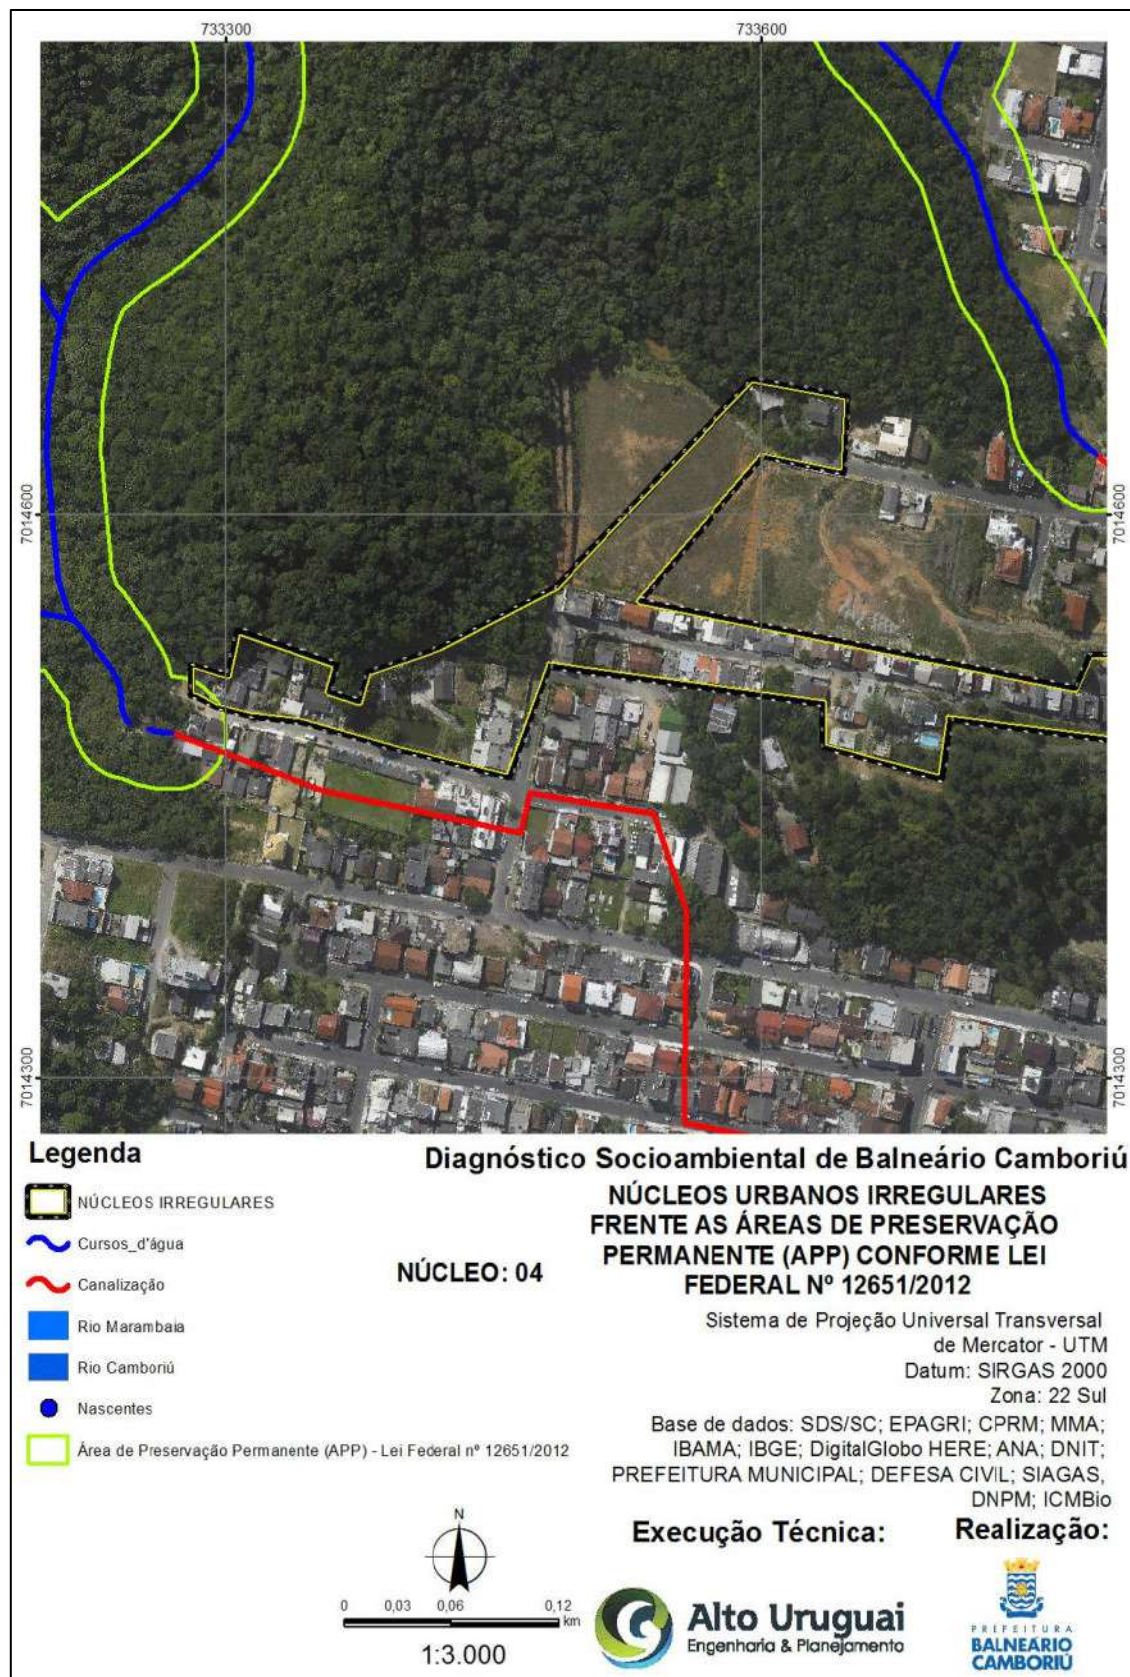 733300
733600
7014600
7014600
7014300
7014300
Legenda
NÚCLEOS IRREGULARES
Cursos_d'água
Canalização
Rio Marambaia
Rio Camboriú
Nascentes
Área de Preservação Permanente (APP) - Lei Federal nº 12651/2012
Diagnóstico Socioambiental de Balneário Camboriú
NÚCLEO: 04
NÚCLEOS URBANOS IRREGULARES
FRENTE AS ÁREAS DE PRESERVAÇÃO
PERMANENTE (APP) CONFORME LEI
FEDERAL Nº 12651/2012
Sistema de Projeção Universal Transversal
de Mercator - UTM
Datum: SIRGAS 2000
Zona: 22 Sul
Base de dados: SDS/SC; EPAGRI; CPRM; MMA;
IBAMA; IBGE; DigitalGlobo HERE; ANA; DNIT;
PREFEITURA MUNICIPAL; DEFESA CIVIL; SIAGAS,
DNPM; ICMBio
N
0 0,03 0,06 0,12
km
1:3.000
Execução Técnica:
Alto Uruguai
Engenharia & Planejamento
Realização:
PREFEITURA
BALNEÁRIO
CAMBORIÚ